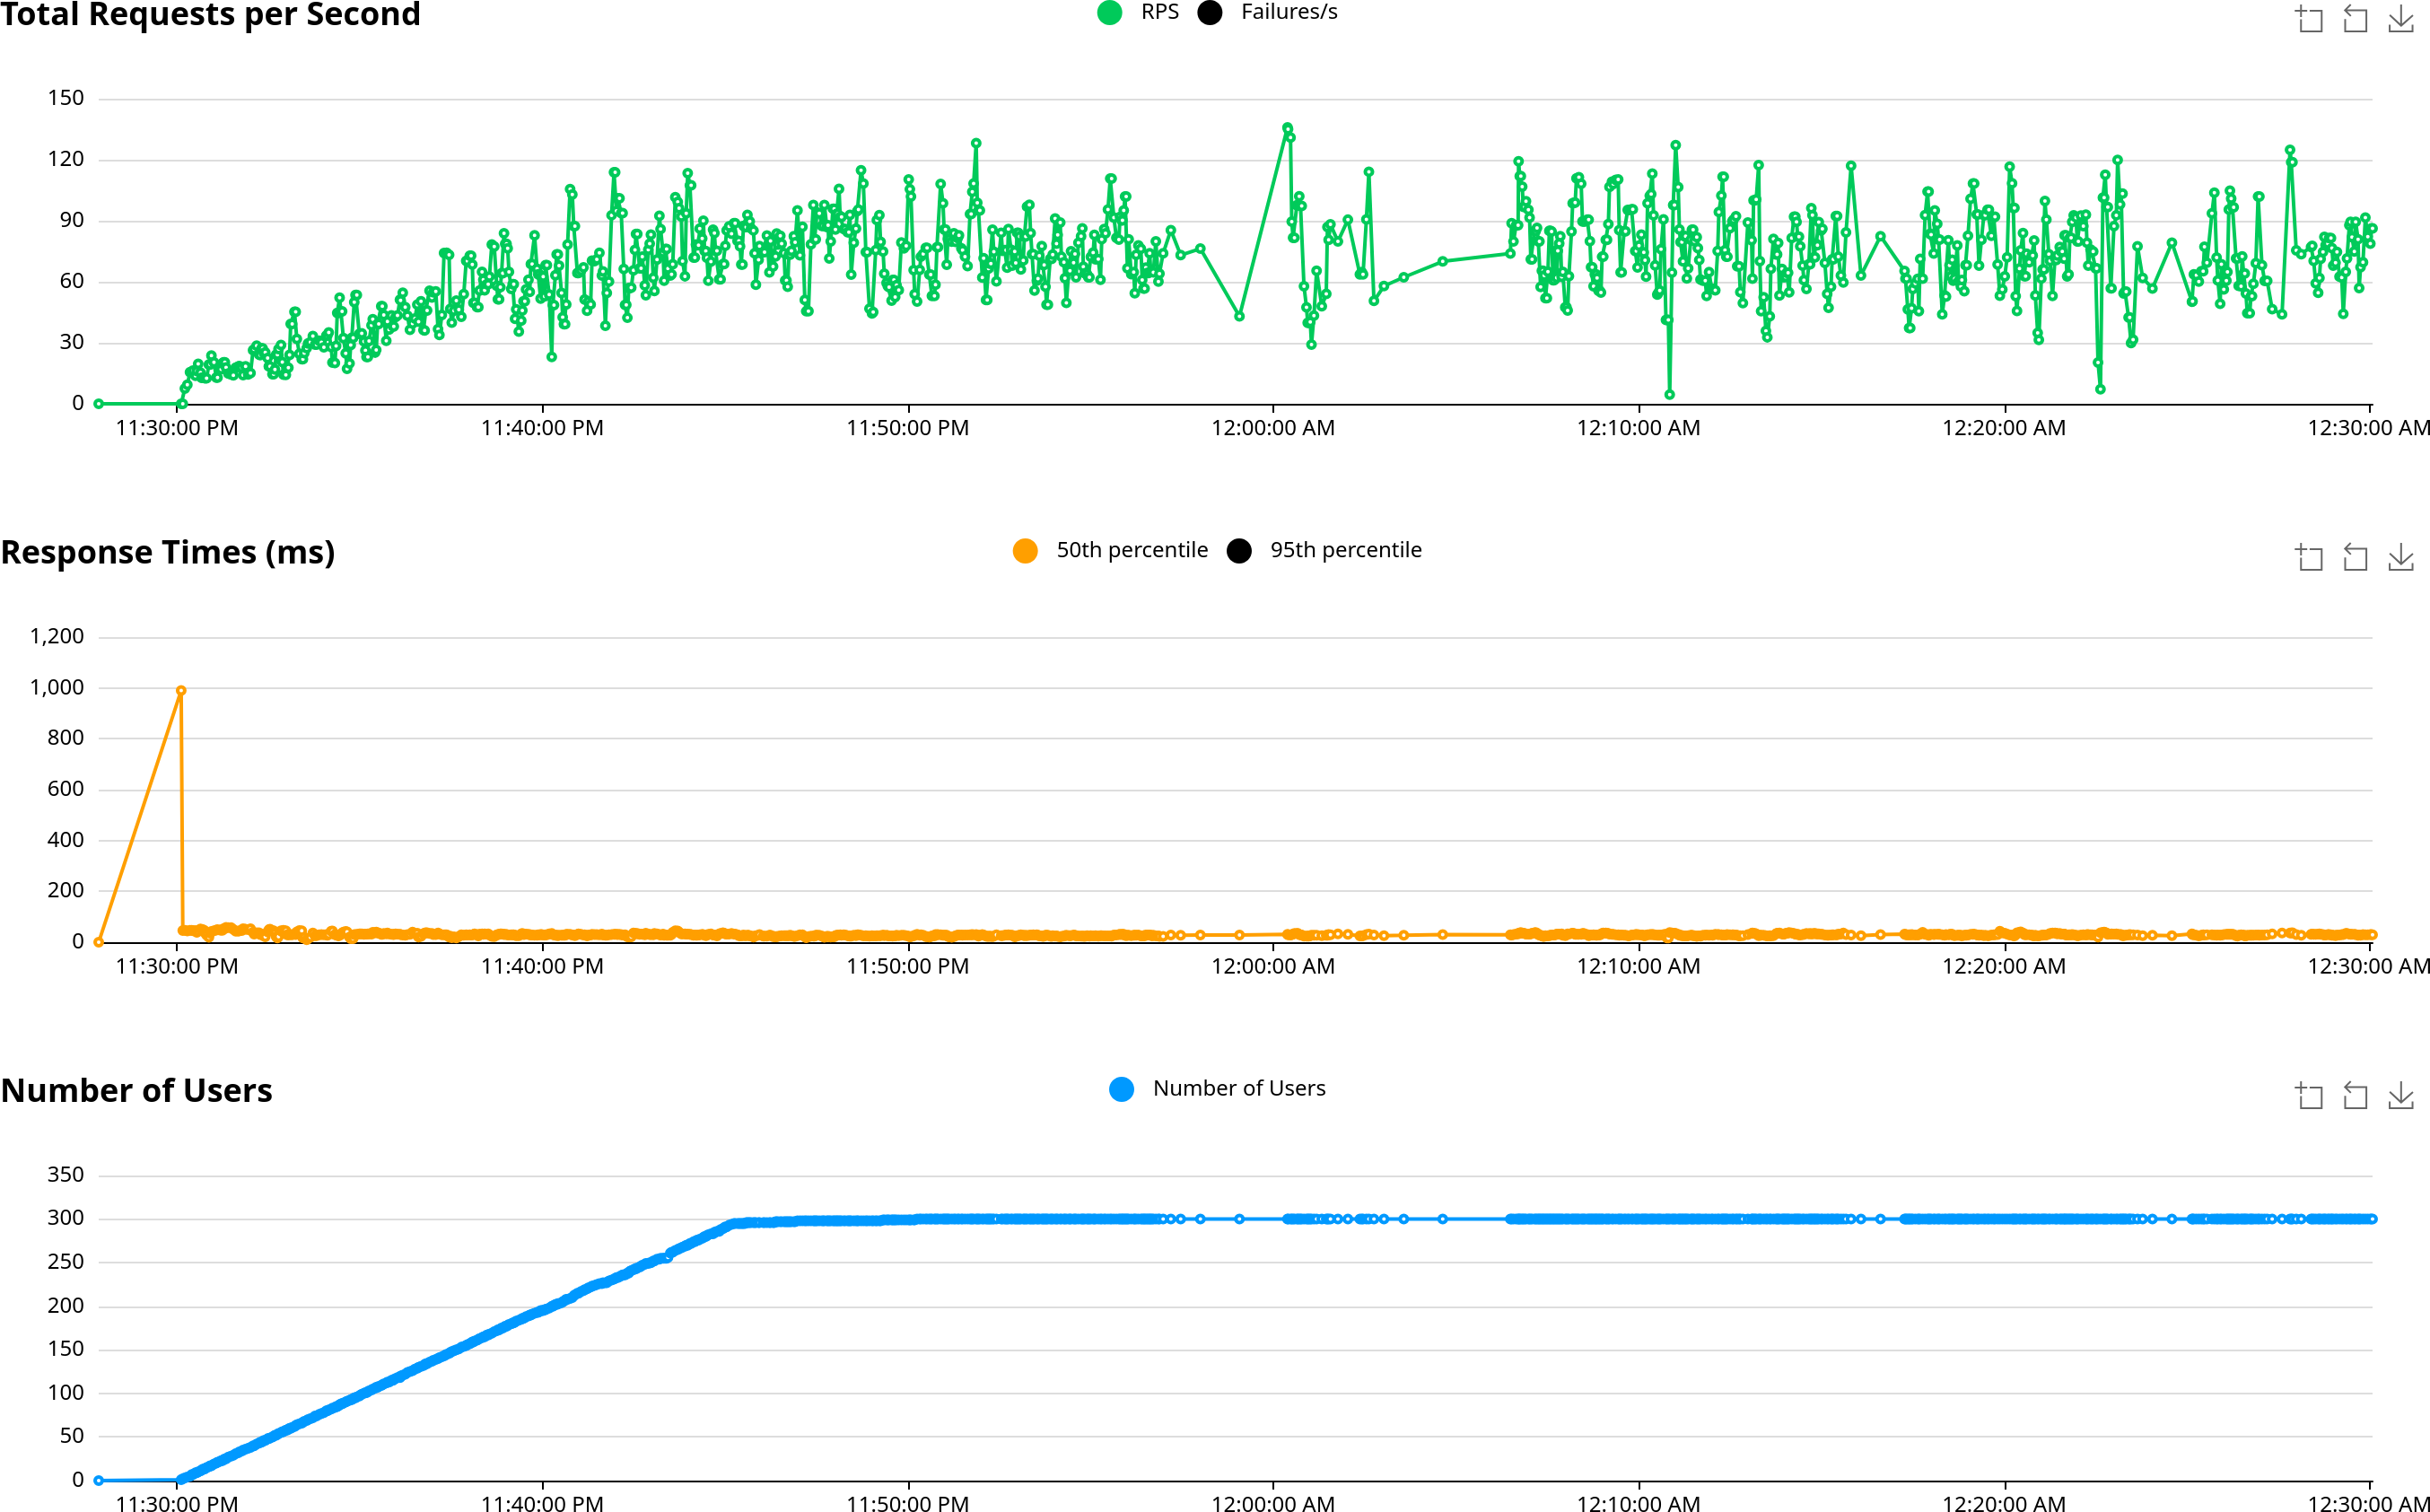 Total Requests per Second
RPS Failures/s
150
120
90
60
30
0
11:30:00 PM 11:40:00 PM 11:50:00 PM 12:00:00 AM 12:10:00 AM 12:20:00 AM 12:30:00 AM
Response Times (ms)
50th percentile 95th percentile
1,200
1,000
800
600
400
200
0
11:30:00 PM 11:40:00 PM 11:50:00 PM 12:00:00 AM 12:10:00 AM 12:20:00 AM 12:30:00 AM
Number of Users
Number of Users
350
300
250
200
150
100
50
0
11:30:00 PM 11:40:00 PM 11:50:00 PM 12:00:00 AM 12:10:00 AM 12:20:00 AM 12:30:00 AM